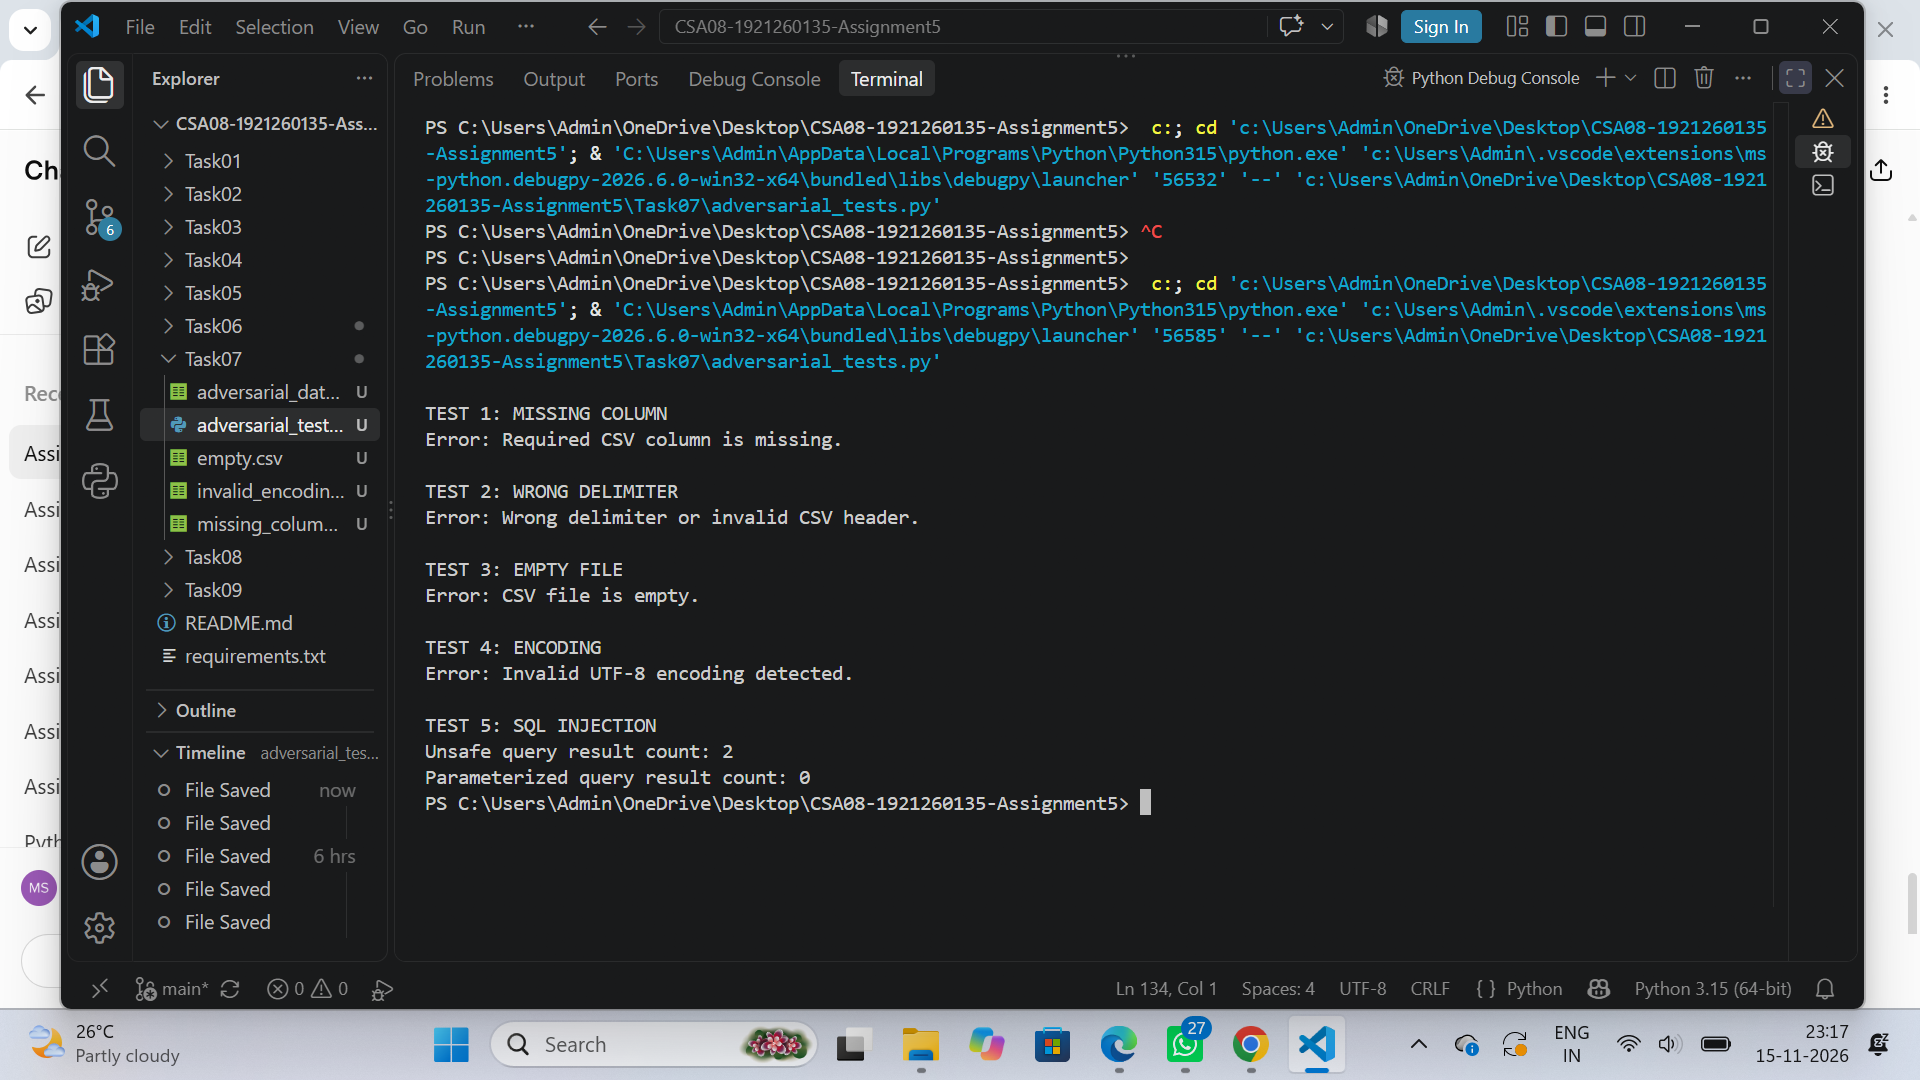 File Edit Selection View Go Run ··· CSA08-1921260135-Assignment5 Sign In
Explorer ···
CSA08-1921260135-Ass...
Task01
Task02
Task03
Task04
Task05
Task06
Task07
adversarial_dat... U
adversarial_test... U
empty.csv U
invalid_encodin... U
missing_colum... U
Task08
Task09
README.md
requirements.txt
Outline
Timeline adversarial_tes...
File Saved now
File Saved
File Saved 6 hrs
File Saved
File Saved
6
Problems Output Ports Debug Console Terminal Python Debug Console
PS C:\Users\Admin\OneDrive\Desktop\CSA08-1921260135-Assignment5>  c:; cd 'c:\Users\Admin\OneDrive\Desktop\CSA08-1921260135
-Assignment5'; & 'C:\Users\Admin\AppData\Local\Programs\Python\Python315\python.exe' 'c:\Users\Admin\.vscode\extensions\ms
-python.debugpy-2026.6.0-win32-x64\bundled\libs\debugpy\launcher' '56532' '--' 'c:\Users\Admin\OneDrive\Desktop\CSA08-1921
260135-Assignment5\Task07\adversarial_tests.py'
PS C:\Users\Admin\OneDrive\Desktop\CSA08-1921260135-Assignment5> ^C
PS C:\Users\Admin\OneDrive\Desktop\CSA08-1921260135-Assignment5>
PS C:\Users\Admin\OneDrive\Desktop\CSA08-1921260135-Assignment5>  c:; cd 'c:\Users\Admin\OneDrive\Desktop\CSA08-1921260135
-Assignment5'; & 'C:\Users\Admin\AppData\Local\Programs\Python\Python315\python.exe' 'c:\Users\Admin\.vscode\extensions\ms
-python.debugpy-2026.6.0-win32-x64\bundled\libs\debugpy\launcher' '56585' '--' 'c:\Users\Admin\OneDrive\Desktop\CSA08-1921
260135-Assignment5\Task07\adversarial_tests.py'
TEST 1: MISSING COLUMN
Error: Required CSV column is missing.
TEST 2: WRONG DELIMITER
Error: Wrong delimiter or invalid CSV header.
TEST 3: EMPTY FILE
Error: CSV file is empty.
TEST 4: ENCODING
Error: Invalid UTF-8 encoding detected.
TEST 5: SQL INJECTION
Unsafe query result count: 2
Parameterized query result count: 0
PS C:\Users\Admin\OneDrive\Desktop\CSA08-1921260135-Assignment5>
main* 0 0 Ln 134, Col 1 Spaces: 4 UTF-8 CRLF { } Python Python 3.15 (64-bit)
Assi
Assi
Assi
Assi
Assi
Assi
Assi
MS
26°C
Partly cloudy
Search
27
ENG
IN
23:17
15-11-2026